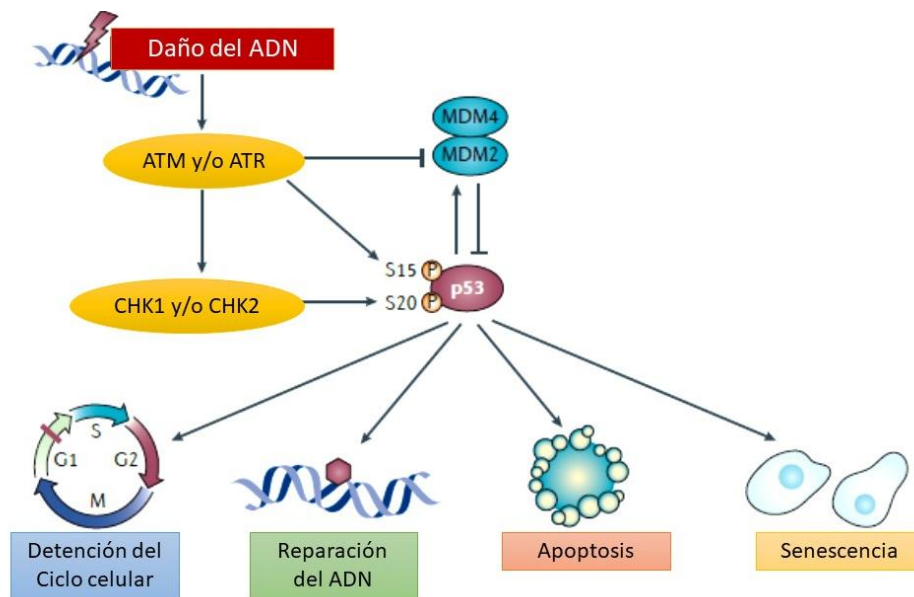 Daño del ADN
MDM4
MDM2
ATM y/o ATR
S15 P
p53
S20 P
CHK1 y/o CHK2
S
G1
G2
M
Detención del
Ciclo celular
Reparación
del ADN
Apoptosis
Senescencia